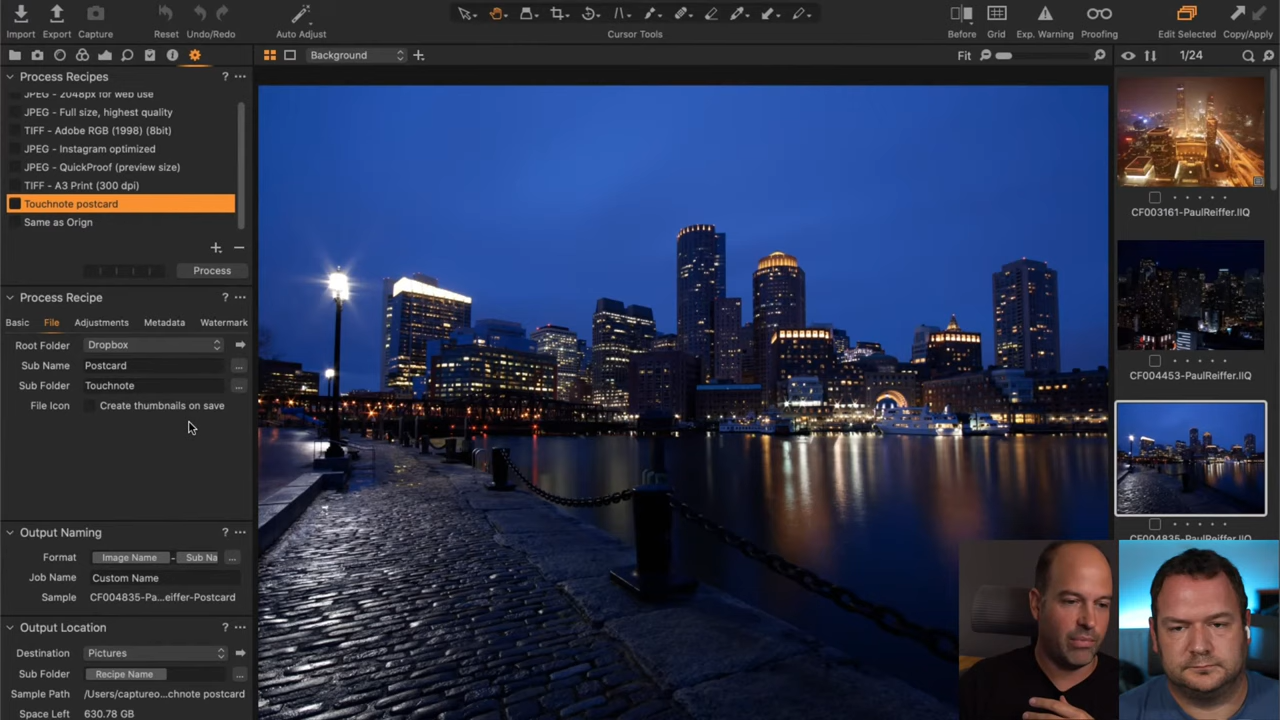 Import Export Capture Reset Undo/Redo Auto Adjust Cursor Tools Before Grid Exp. Warning Proofing Edit Selected Copy/Apply
Background Fit 1/24
Process Recipes ? ...
JPEG - 2048px for web use
JPEG - Full size, highest quality
TIFF - Adobe RGB (1998) (8bit)
JPEG - Instagram optimized
JPEG - QuickProof (preview size)
TIFF - A3 Print (300 dpi)
Touchnote postcard
Same as Orign
Process
Process Recipe ? ...
Basic File Adjustments Metadata Watermark
Root Folder Dropbox
Sub Name Postcard ...
Sub Folder Touchnote ...
File Icon Create thumbnails on save
Output Naming ? ...
Format Image Name - Sub Na ...
Job Name Custom Name
Sample CF004835-Pa...eiffer-Postcard
Output Location ? ...
Destination Pictures
Sub Folder Recipe Name ...
Sample Path /Users/captureo...chnote postcard
Space Left 630.78 GB
CF003161-PaulReiffer.IIQ
CF004453-PaulReiffer.IIQ
CF004835-PaulReiffer.IIQ